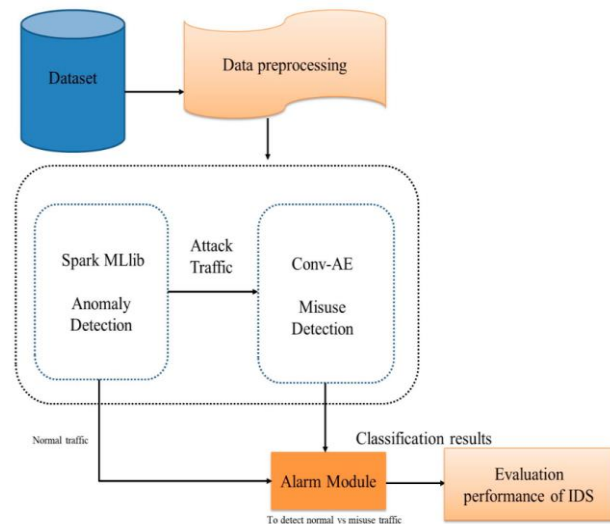 Dataset
Data preprocessing
Spark MLlib
Anomaly
Detection
Attack
Traffic
Conv-AE
Misuse
Detection
Normal traffic
Classification results
Alarm Module
Evaluation
performance of IDS
To detect normal vs misuse traffic